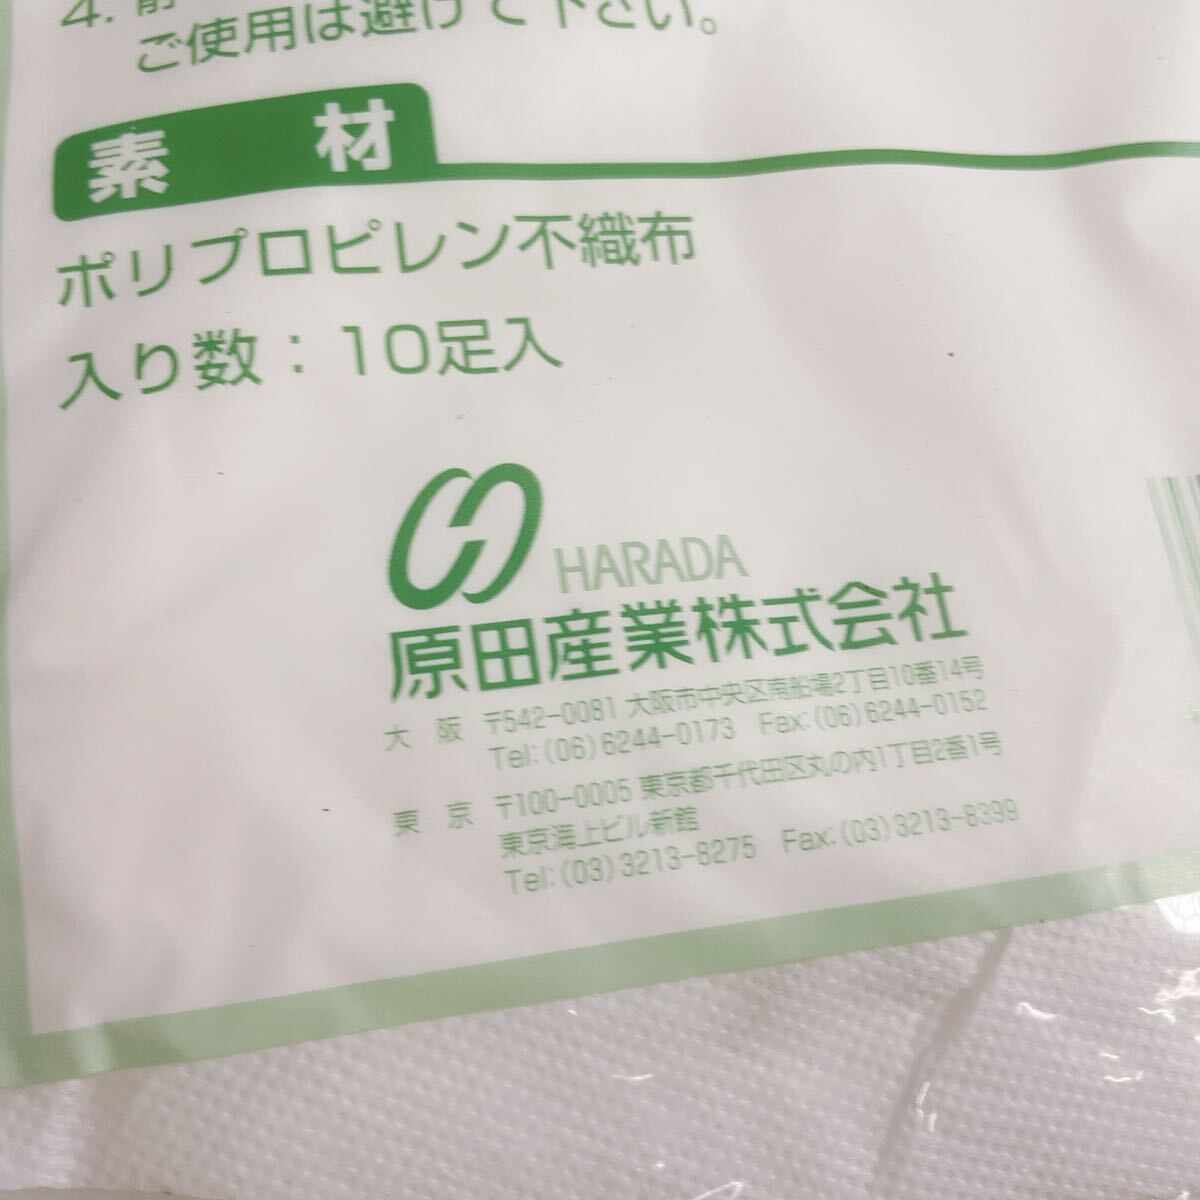 4.
ご使用は避けて下さい。
素 材
ポリプロピレン不織布
入り数：10足入
HARADA
原田産業株式会社
大 阪 〒542-0081 大阪市中央区南船場2丁目10番14号
Tel:(06)6244-0173 Fax:(06)6244-0152
東 京 〒100-0005 東京都千代田区丸の内1丁目2番1号
東京海上ビル新館
Tel:(03)3213-8275 Fax:(03)3213-8399